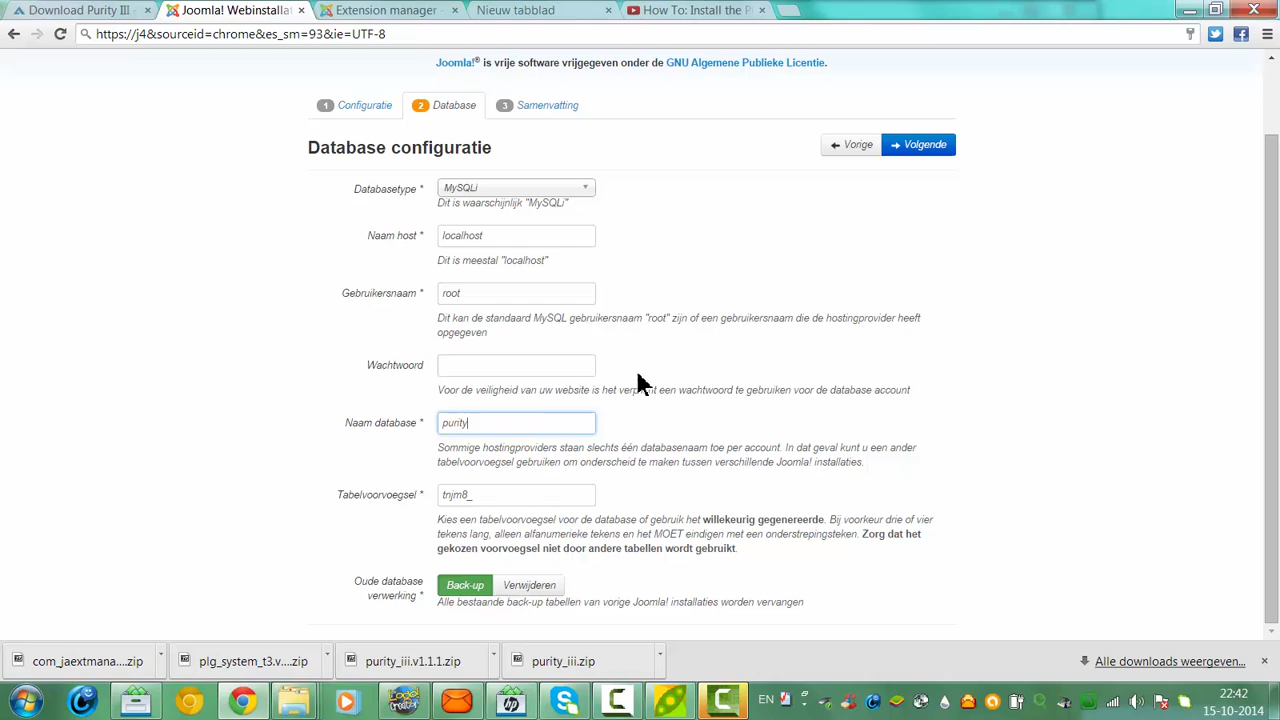 Download Purity III
Joomla! Webinstallat
Extension manager -
Nieuw tabblad
How To: Install the P
https://j4&sourceid=chrome&es_sm=93&ie=UTF-8
Joomla!® is vrije software vrijgegeven onder de GNU Algemene Publieke Licentie.
1 Configuratie
2 Database
3 Samenvatting
Database configuratie
Vorige
Volgende
Databasetype * MySQLi
Dit is waarschijnlijk "MySQLi"
Naam host * localhost
Dit is meestal "localhost"
Gebruikersnaam * root
Dit kan de standaard MySQL gebruikersnaam "root" zijn of een gebruikersnaam die de hostingprovider heeft
opgegeven
Wachtwoord
Voor de veiligheid van uw website is het een wachtwoord te gebruiken voor de database account
Naam database * purity
Sommige hostingproviders staan slechts één databasenaam toe per account. In dat geval kunt u een ander
tabelvoorvoegsel gebruiken om onderscheid te maken tussen verschillende Joomla! installaties.
Tabelvoorvoegsel * tnjm8_
Kies een tabelvoorvoegsel voor de database of gebruik het willekeurig gegenereerde. Bij voorkeur drie of vier
tekens lang, alleen alfanumerieke tekens en het MOET eindigen met een onderstrepingsteken. Zorg dat het
gekozen voorvoegsel niet door andere tabellen wordt gebruikt.
Oude database
verwerking *
Back-up Verwijderen
Alle bestaande back-up tabellen van vorige Joomla! installaties worden vervangen
com_jaextmana....zip
plg_system_t3.v....zip
purity_iii.v1.1.1.zip
purity_iii.zip
Alle downloads weergeven...
EN
22:42
15-10-2014